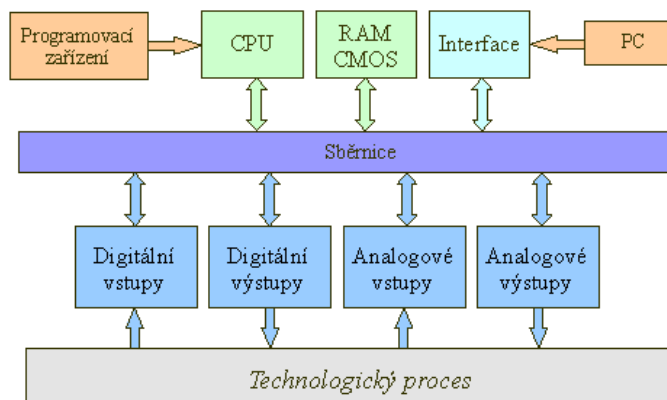 Programovací
zařízení
CPU
RAM
CMOS
Interface
PC
Sběrnice
Digitální
vstupy
Digitální
výstupy
Analogové
vstupy
Analogové
výstupy
Technologický proces